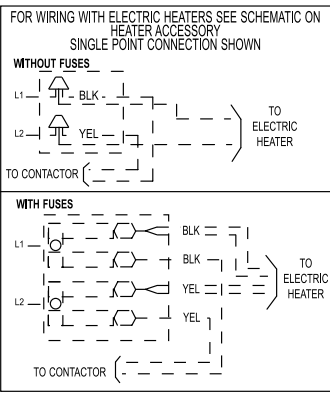 FOR WIRING WITH ELECTRIC HEATERS SEE SCHEMATIC ON
HEATER ACCESSORY
SINGLE POINT CONNECTION SHOWN
WITHOUT FUSES
L1
BLK
L2
YEL
TO
ELECTRIC
HEATER
TO CONTACTOR
WITH FUSES
L1
BLK
BLK
L2
YEL
YEL
TO
ELECTRIC
HEATER
TO CONTACTOR